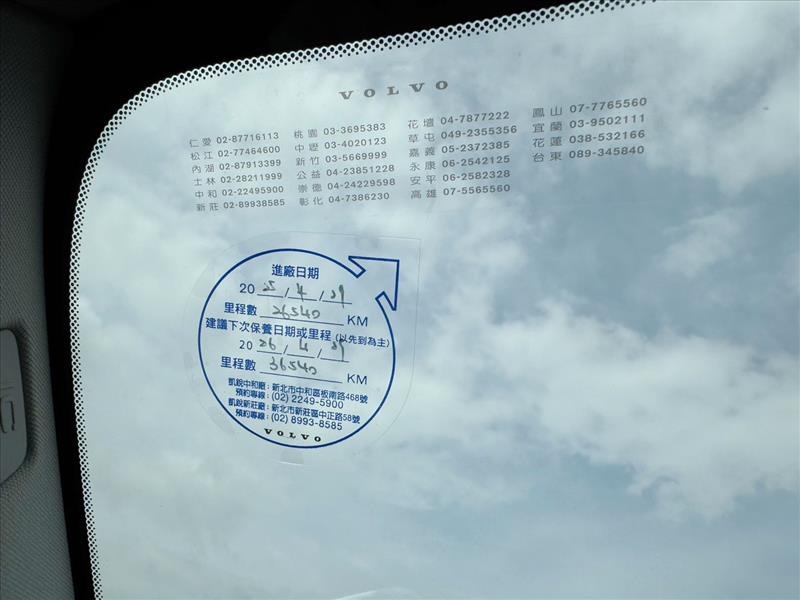 VOLVO
仁愛 02-87716113 桃園 03-3695383 花壇 04-7877222 鳳山 07-7765560
松江 02-77464600 中壢 03-4020123 草屯 049-2355356 宜蘭 03-9502111
內湖 02-87913399 新竹 03-5669999 嘉義 05-2372385 花蓮 038-532166
士林 02-28211999 公益 04-23851228 永康 06-2542125 台東 089-345840
中和 02-22495900 崇德 04-24229598 安平 06-2582328
新莊 02-89938585 彰化 04-7386230 高雄 07-5565560
進廠日期
2025/4/29
里程數 26540 KM
建議下次保養日期或里程(以先到為主)
2026/4/29
里程數 36540 KM
凱銳中和廠：新北市中和區板南路468號
預約專線：(02) 2249-5900
凱銳新莊廠：新北市新莊區中正路58號
預約專線：(02) 8993-8585
VOLVO